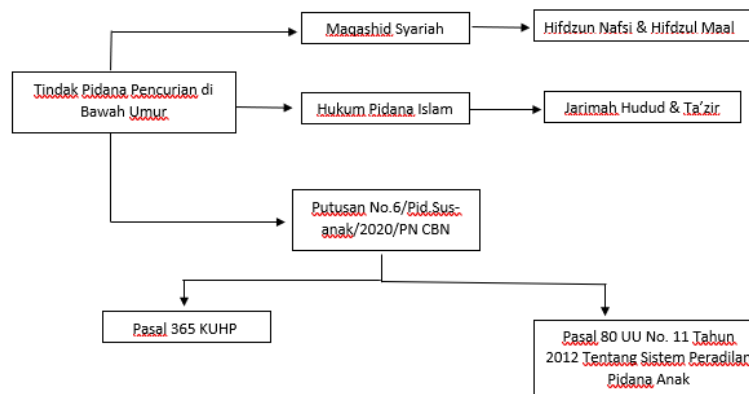 Maqashid Syariah
Hifdzun Nafsi & Hifdzul Maal
Tindak Pidana Pencurian di
Bawah Umur
Hukum Pidana Islam
Jarimah Hudud & Ta’zir
Putusan No.6/Pid.Sus-
anak/2020/PN CBN
Pasal 365 KUHP
Pasal 80 UU No. 11 Tahun
2012 Tentang Sistem Peradilan
Pidana Anak